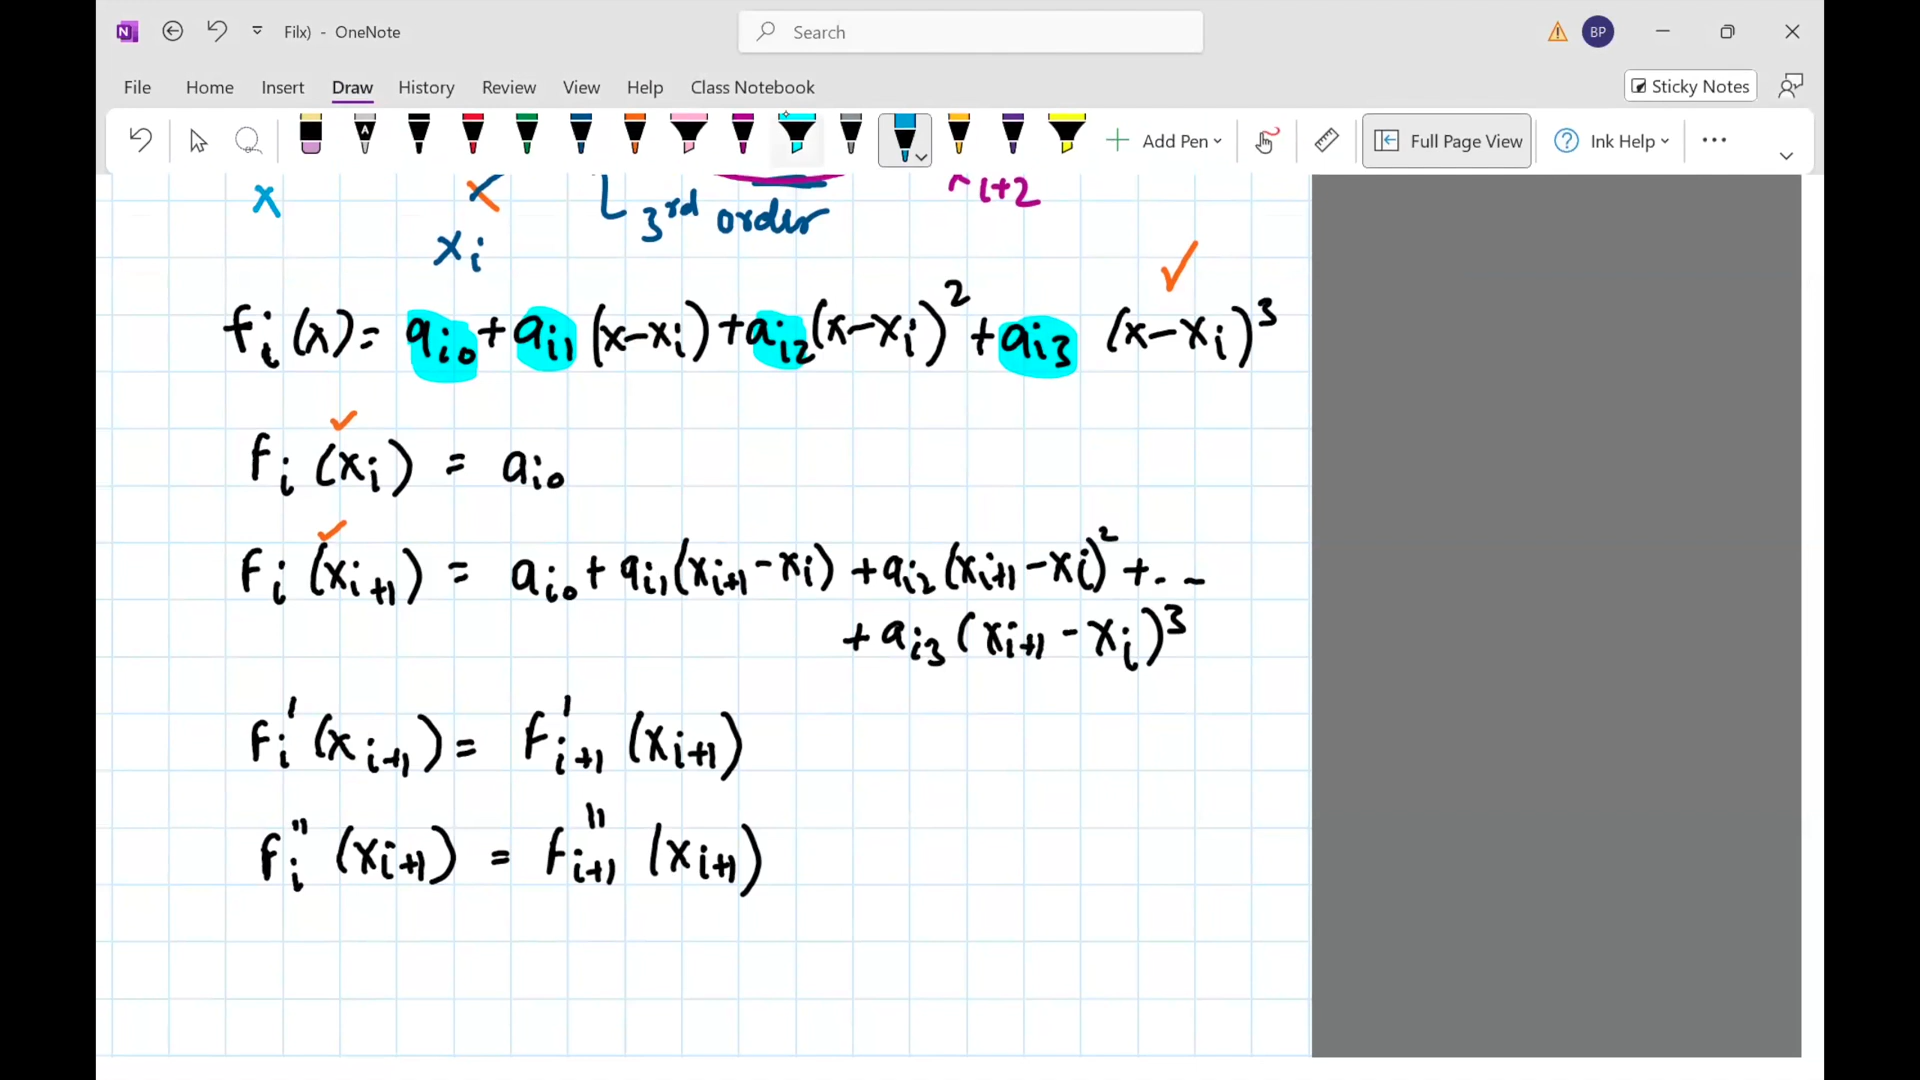 Filx) - OneNote
Search
BP
File Home Insert Draw History Review View Help Class Notebook
Sticky Notes
Add Pen
Full Page View
Ink Help
x
3rd order
i+2
xi
fi(x) = ai0 + ai1 (x-xi) + ai2 (x-xi)^2 + ai3 (x-xi)^3
fi (xi) = ai0
fi (xi+1) = ai0 + ai1(xi+1 - xi) + ai2 (xi+1 - xi)^2 + ...
+ ai3 (xi+1 - xi)^3
fi' (xi+1) = fi+1' (xi+1)
fi" (xi+1) = fi+1" (xi+1)